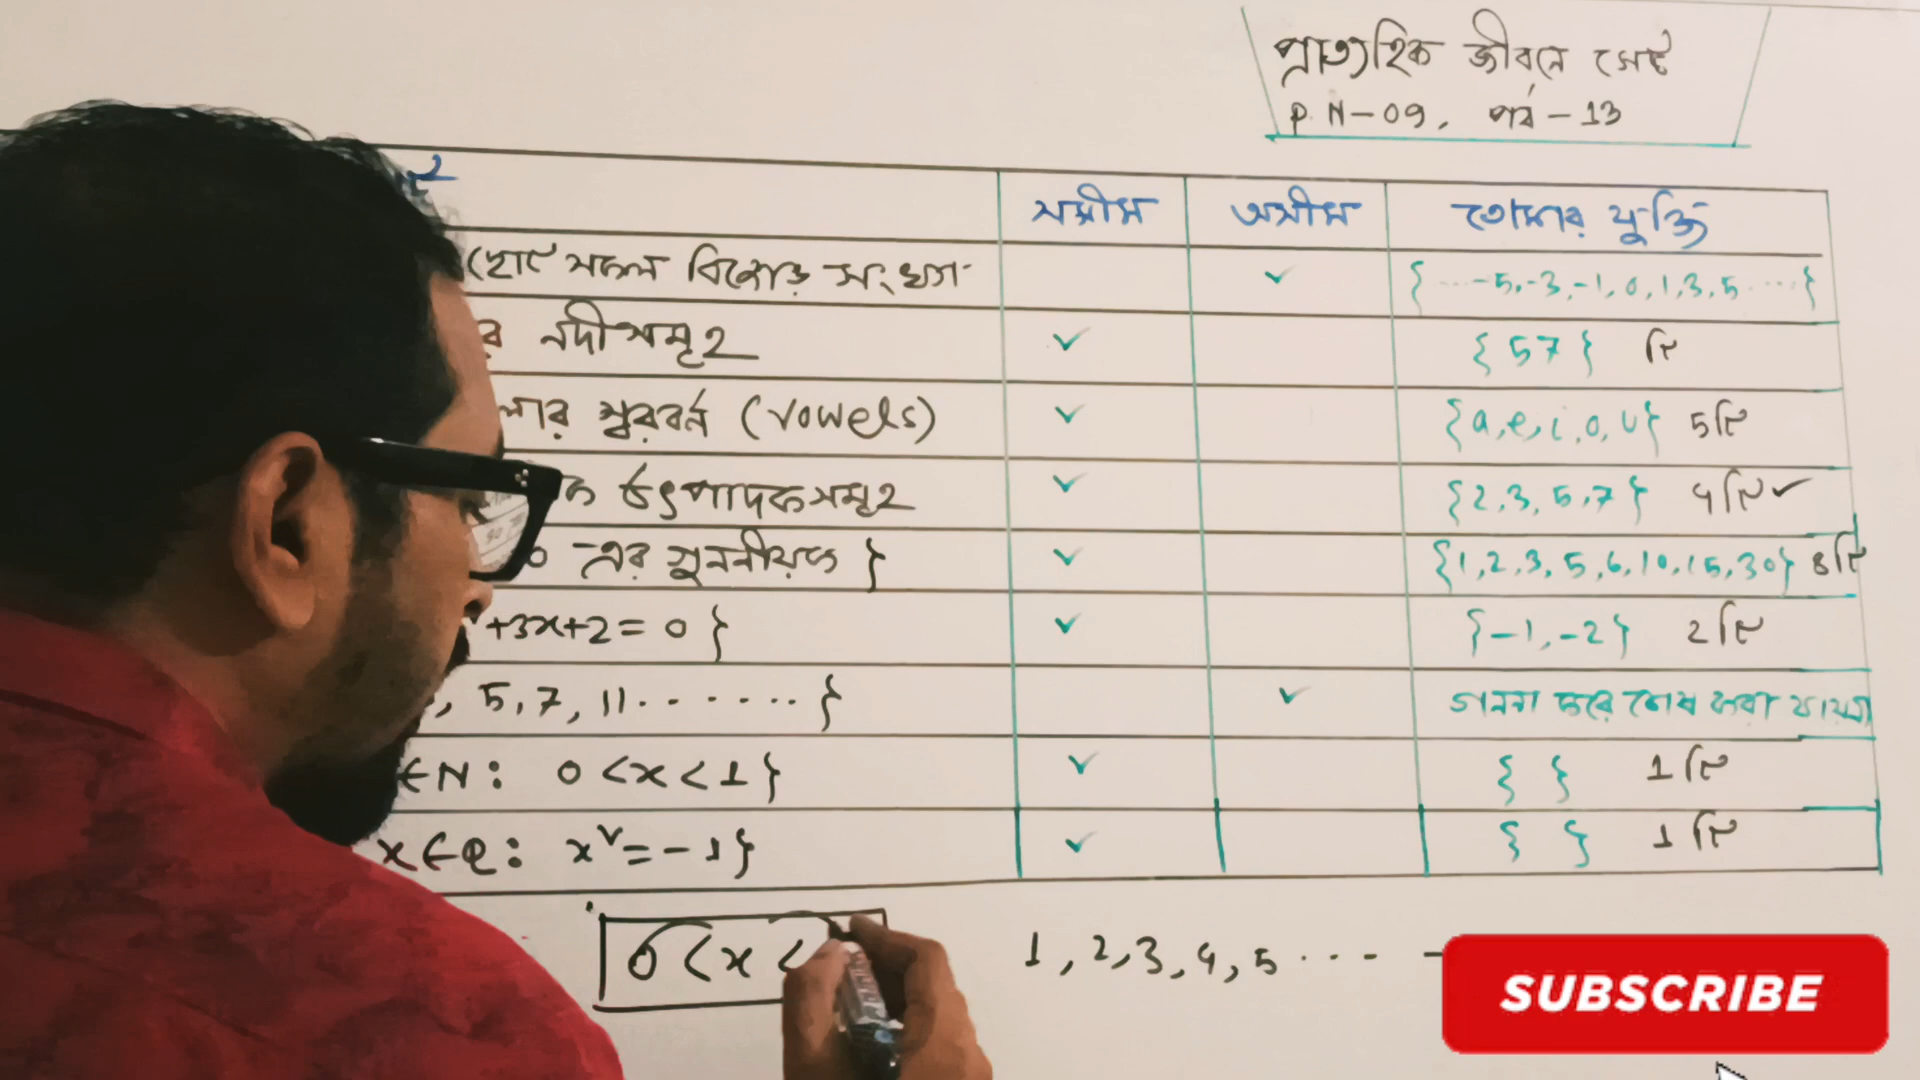 প্রাত্যহিক জীবনে সেট
P. N-09, পর্ব-13
সসীম অসীম তোমার যুক্তি
ছোট সকল বিজোড় সংখ্যা ✓ {···-5,-3,-1,0,1,3,5····}
র নদীসমূহ ✓ {57} টি
লার স্বরবর্ন (vowels) ✓ {a,e,i,o,u} 5টি
ক উৎপাদকসমূহ ✓ {2,3,5,7} 4টি✓
0 -এর গুননীয়ক } ✓ {1,2,3,5,6,10,15,30} 8টি
+3x+2=0 } ✓ {-1,-2} 2টি
, 5,7, 11·······} ✓ গননা করে শেষ করা যায়না
∈N: 0<x<1} ✓ { } 1টি
x∈Q: x²=-1} ✓ { } 1টি
0<x< 1,2,3,4,5···-
SUBSCRIBE